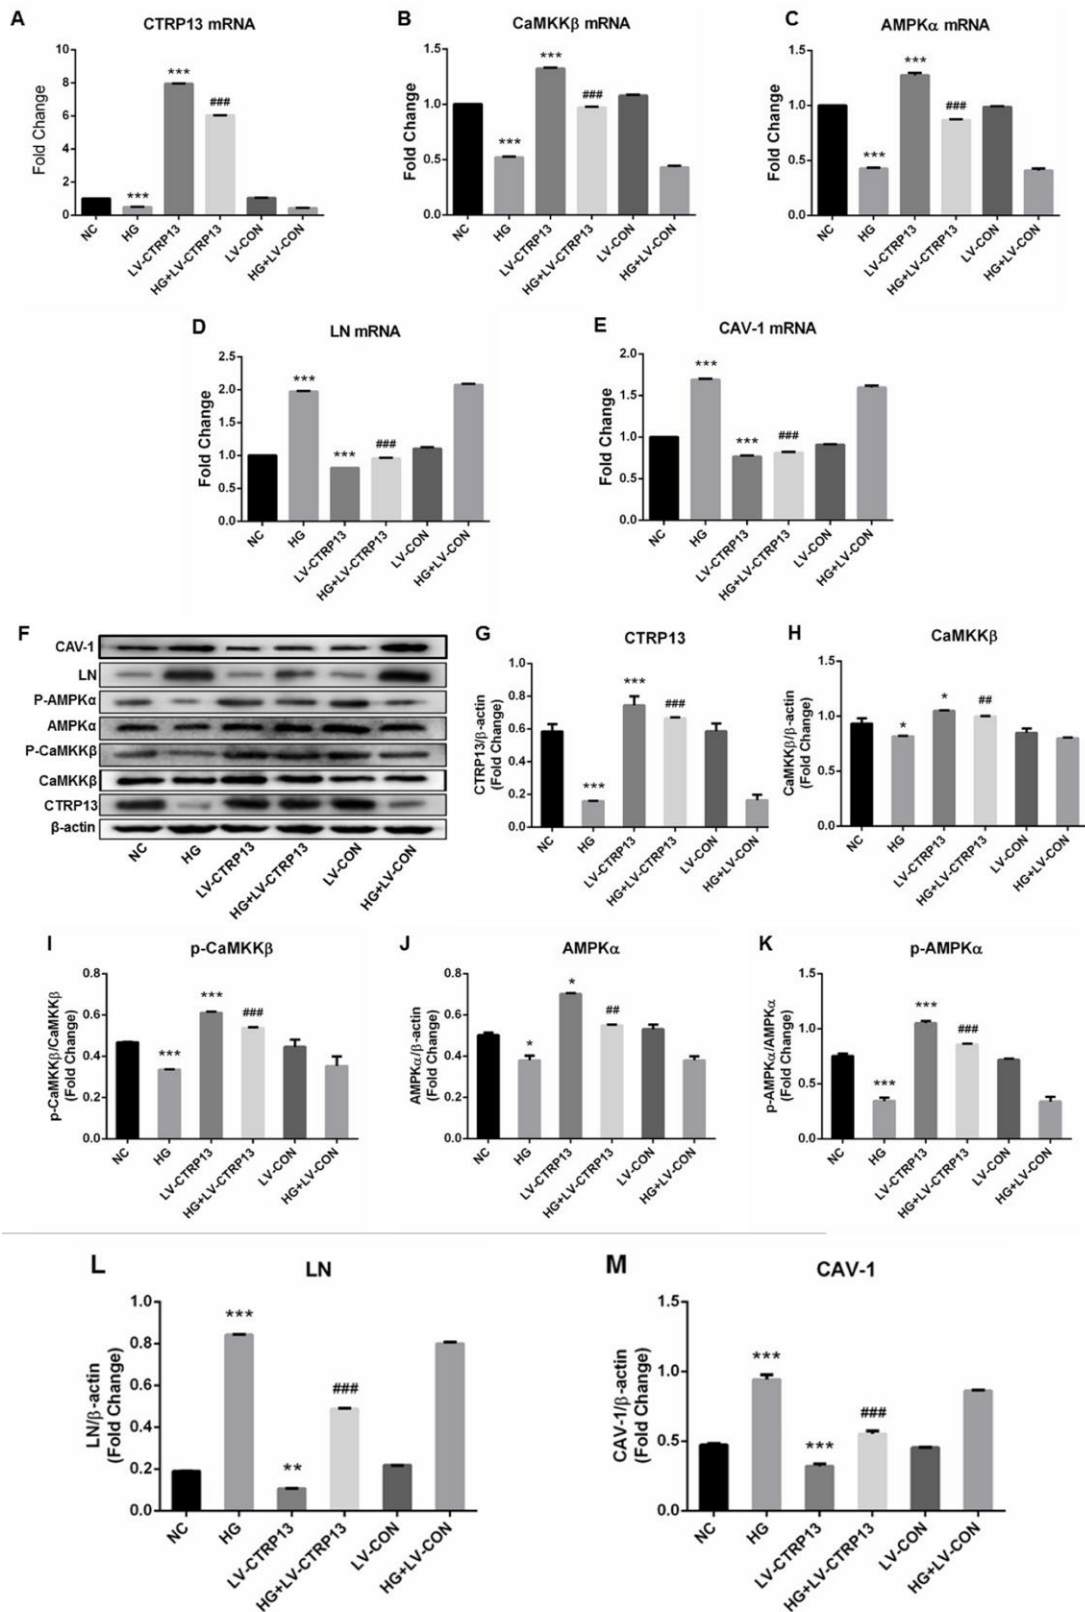 A
CTRP13 mRNA
Fold Change
10
8
6
4
2
0
***
***
###
NC
HG
LV-CTRP13
HG+LV-CTRP13
LV-CON
HG+LV-CON
B
CaMKKβ mRNA
Fold Change
1.5
1.0
0.5
0.0
***
***
###
NC
HG
LV-CTRP13
HG+LV-CTRP13
LV-CON
HG+LV-CON
C
AMPKα mRNA
Fold Change
1.5
1.0
0.5
0.0
***
***
###
NC
HG
LV-CTRP13
HG+LV-CTRP13
LV-CON
HG+LV-CON
D
LN mRNA
Fold Change
2.5
2.0
1.5
1.0
0.5
0.0
***
***
###
NC
HG
LV-CTRP13
HG+LV-CTRP13
LV-CON
HG+LV-CON
E
CAV-1 mRNA
Fold Change
2.0
1.5
1.0
0.5
0.0
***
***
###
NC
HG
LV-CTRP13
HG+LV-CTRP13
LV-CON
HG+LV-CON
F
CAV-1
LN
P-AMPKα
AMPKα
P-CaMKKβ
CaMKKβ
CTRP13
β-actin
NC
HG
LV-CTRP13
HG+LV-CTRP13
LV-CON
HG+LV-CON
G
CTRP13
CTRP13/β-actin
(Fold Change)
1.0
0.8
0.6
0.4
0.2
0.0
***
***
###
NC
HG
LV-CTRP13
HG+LV-CTRP13
LV-CON
HG+LV-CON
H
CaMKKβ
CaMKKβ/β-actin
(Fold Change)
1.5
1.0
0.5
0.0
*
*
##
NC
HG
LV-CTRP13
HG+LV-CTRP13
LV-CON
HG+LV-CON
I
p-CaMKKβ
p-CaMKKβ/CaMKKβ
(Fold Change)
0.8
0.6
0.4
0.2
0.0
***
***
###
NC
HG
LV-CTRP13
HG+LV-CTRP13
LV-CON
HG+LV-CON
J
AMPKα
AMPKα/β-actin
(Fold Change)
0.8
0.6
0.4
0.2
0.0
*
*
##
NC
HG
LV-CTRP13
HG+LV-CTRP13
LV-CON
HG+LV-CON
K
p-AMPKα
p-AMPKα/AMPKα
(Fold Change)
1.5
1.0
0.5
0.0
***
***
###
NC
HG
LV-CTRP13
HG+LV-CTRP13
LV-CON
HG+LV-CON
L
LN
LN/β-actin
(Fold Change)
1.0
0.8
0.6
0.4
0.2
0.0
***
**
###
NC
HG
LV-CTRP13
HG+LV-CTRP13
LV-CON
HG+LV-CON
M
CAV-1
CAV-1/β-actin
(Fold Change)
1.5
1.0
0.5
0.0
***
***
###
NC
HG
LV-CTRP13
HG+LV-CTRP13
LV-CON
HG+LV-CON